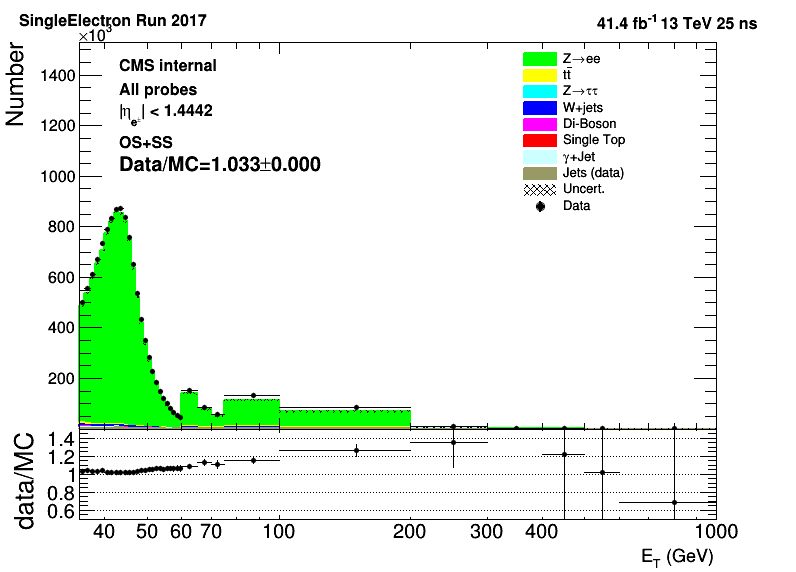 SingleElectron Run 2017
41.4 fb⁻¹ 13 TeV 25 ns
×10³
Number
1400
1200
1000
800
600
400
200
CMS internal
All probes
|η_e±| < 1.4442
OS+SS
Data/MC=1.033±0.000
Z→ee
tt̄
Z→ττ
W+jets
Di-Boson
Single Top
γ+Jet
Jets (data)
Uncert.
Data
data/MC
1.4
1.2
1
0.8
0.6
40 50 60 70 100 200 300 400 1000
E_T (GeV)